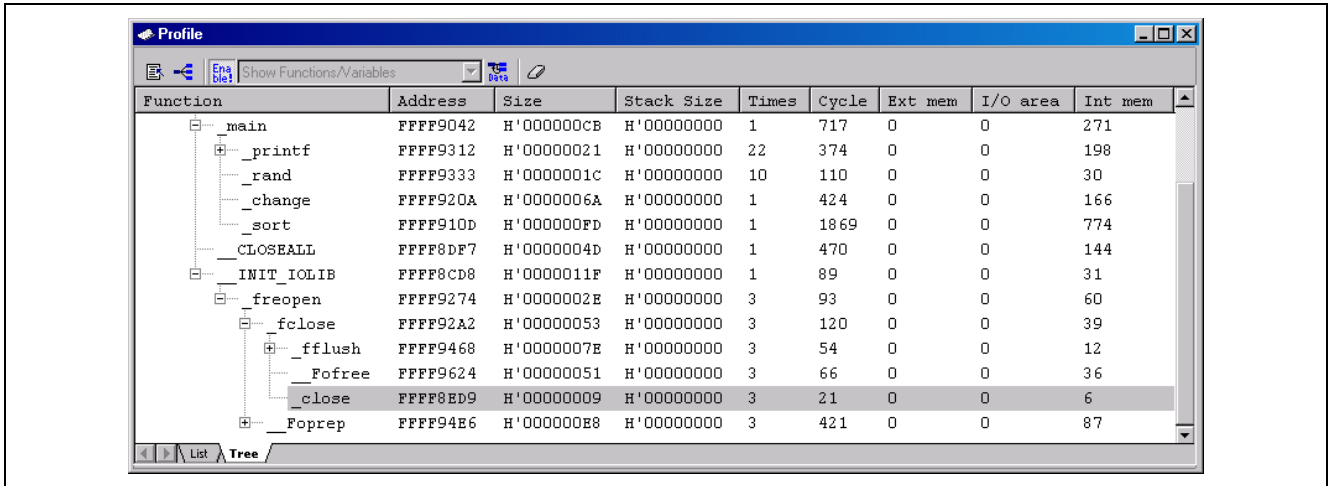 Profile
Ena ble! Show Functions/Variables Data
Function Address Size Stack Size Times Cycle Ext mem I/O area Int mem
_main FFFF9042 H'000000CB H'00000000 1 717 0 0 271
_printf FFFF9312 H'00000021 H'00000000 22 374 0 0 198
_rand FFFF9333 H'0000001C H'00000000 10 110 0 0 30
_change FFFF920A H'0000006A H'00000000 1 424 0 0 166
_sort FFFF910D H'000000FD H'00000000 1 1869 0 0 774
__CLOSEALL FFFF8DF7 H'0000004D H'00000000 1 470 0 0 144
__INIT_IOLIB FFFF8CD8 H'0000011F H'00000000 1 89 0 0 31
_freopen FFFF9274 H'0000002E H'00000000 3 93 0 0 60
_fclose FFFF92A2 H'00000053 H'00000000 3 120 0 0 39
_fflush FFFF9468 H'0000007E H'00000000 3 54 0 0 12
__Fofree FFFF9624 H'00000051 H'00000000 3 66 0 0 36
_close FFFF8ED9 H'00000009 H'00000000 3 21 0 0 6
__Foprep FFFF94E6 H'000000E8 H'00000000 3 421 0 0 87
List Tree